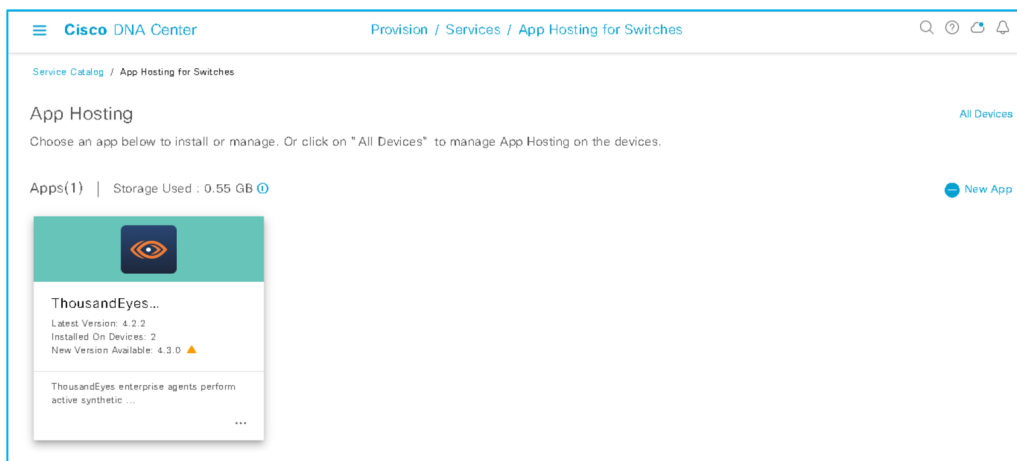 Cisco DNA Center
Provision / Services / App Hosting for Switches
Service Catalog / App Hosting for Switches
App Hosting
All Devices
Choose an app below to install or manage. Or click on "All Devices" to manage App Hosting on the devices.
Apps(1) | Storage Used : 0.55 GB
New App
ThousandEyes...
Latest Version: 4.2.2
Installed On Devices: 2
New Version Available: 4.3.0
ThousandEyes enterprise agents perform
active synthetic ...